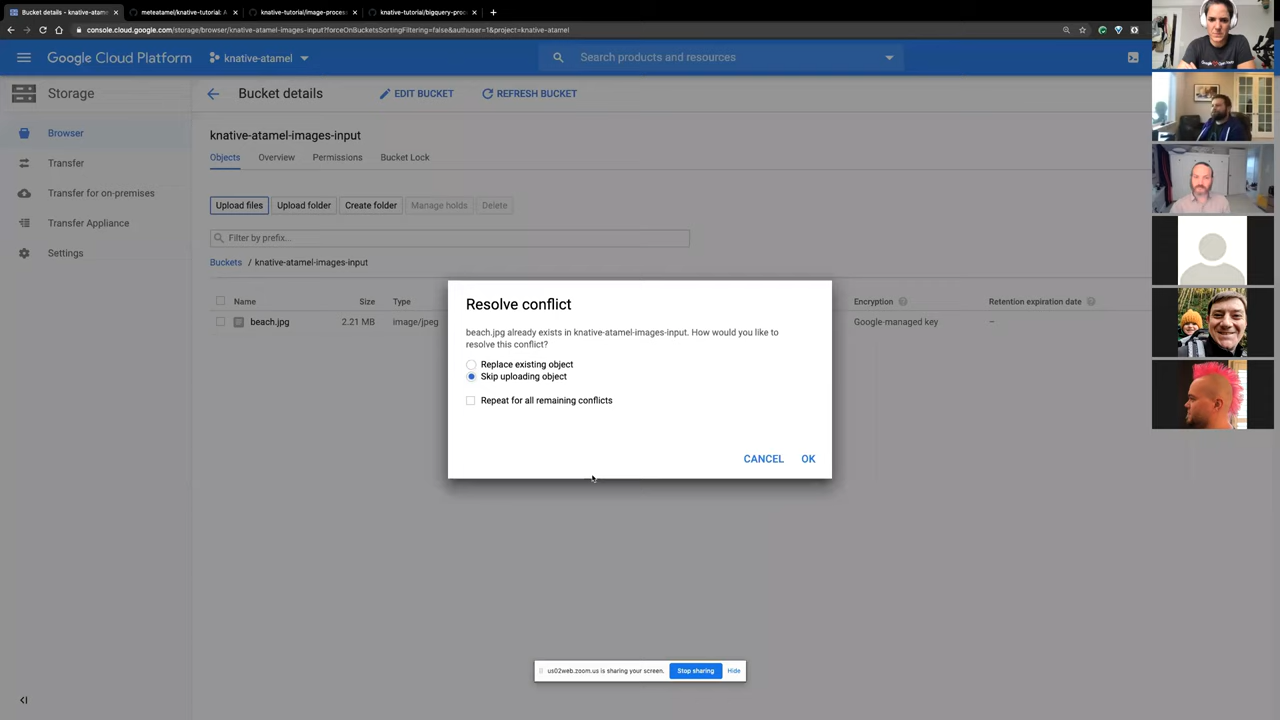 Bucket details - knative-atame
meteatamel/knative-tutorial: A
knative-tutorial/image-proces
knative-tutorial/bigquery-proc
console.cloud.google.com/storage/browser/knative-atamel-images-input?forceOnBucketsSortingFiltering=false&authuser=1&project=knative-atamel
Google Cloud Platform
knative-atamel
Search products and resources
Storage
Bucket details
EDIT BUCKET
REFRESH BUCKET
Browser
Transfer
Transfer for on-premises
Transfer Appliance
Settings
knative-atamel-images-input
Objects Overview Permissions Bucket Lock
Upload files Upload folder Create folder Manage holds Delete
Filter by prefix...
Buckets / knative-atamel-images-input
Name Size Type Encryption Retention expiration date
beach.jpg 2.21 MB image/jpeg Google-managed key –
Resolve conflict
beach.jpg already exists in knative-atamel-images-input. How would you like to
resolve this conflict?
Replace existing object
Skip uploading object
Repeat for all remaining conflicts
CANCEL OK
us02web.zoom.us is sharing your screen. Stop sharing Hide